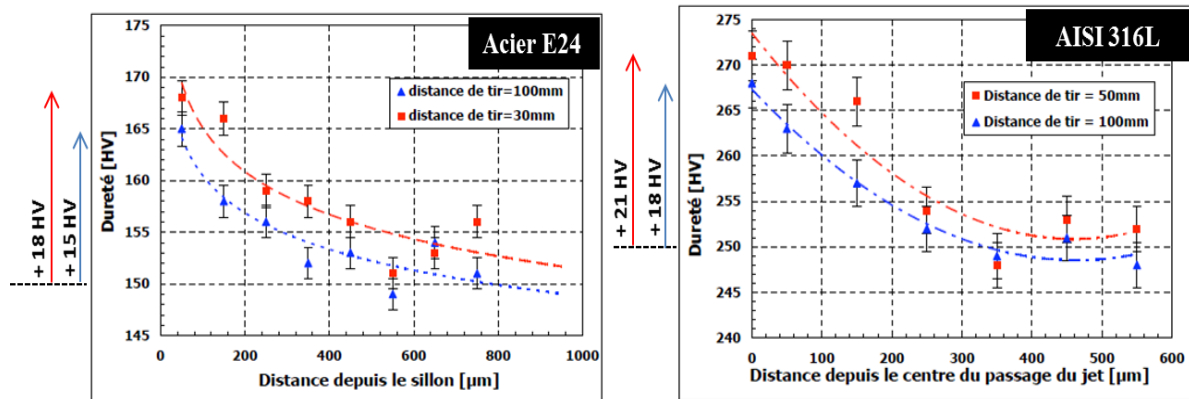 + 18 HV
+ 15 HV
Acier E24
Dureté [HV]
175
170
165
160
155
150
145
distance de tir=100mm
distance de tir=30mm
0
200
400
600
800
1000
Distance depuis le sillon [µm]
+ 21 HV
+ 18 HV
AISI 316L
Dureté [HV]
275
270
265
260
255
250
245
240
Distance de tir = 50mm
Distance de tir = 100mm
0
100
200
300
400
500
600
Distance depuis le centre du passage du jet [µm]